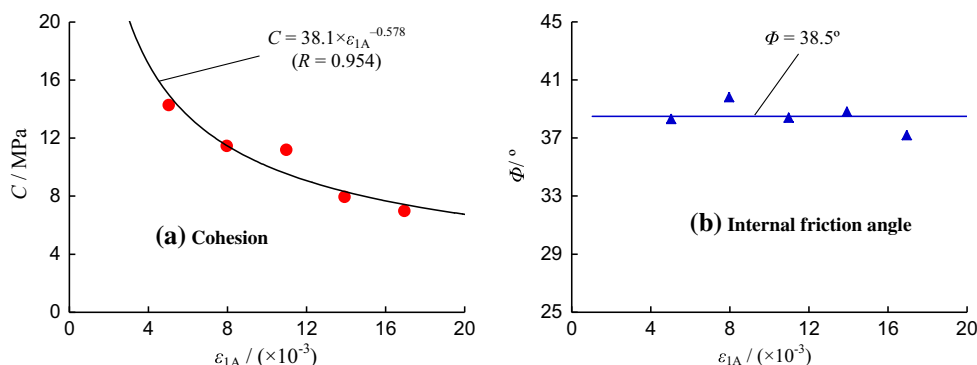 20
16
12
8
4
0
C / MPa
C = 38.1×ε1A^−0.578
(R = 0.954)
(a) Cohesion
0 4 8 12 16 20
ε1A / (×10^-3)
45
41
37
33
29
25
Φ/ °
Φ = 38.5°
(b) Internal friction angle
0 4 8 12 16 20
ε1A / (×10^-3)